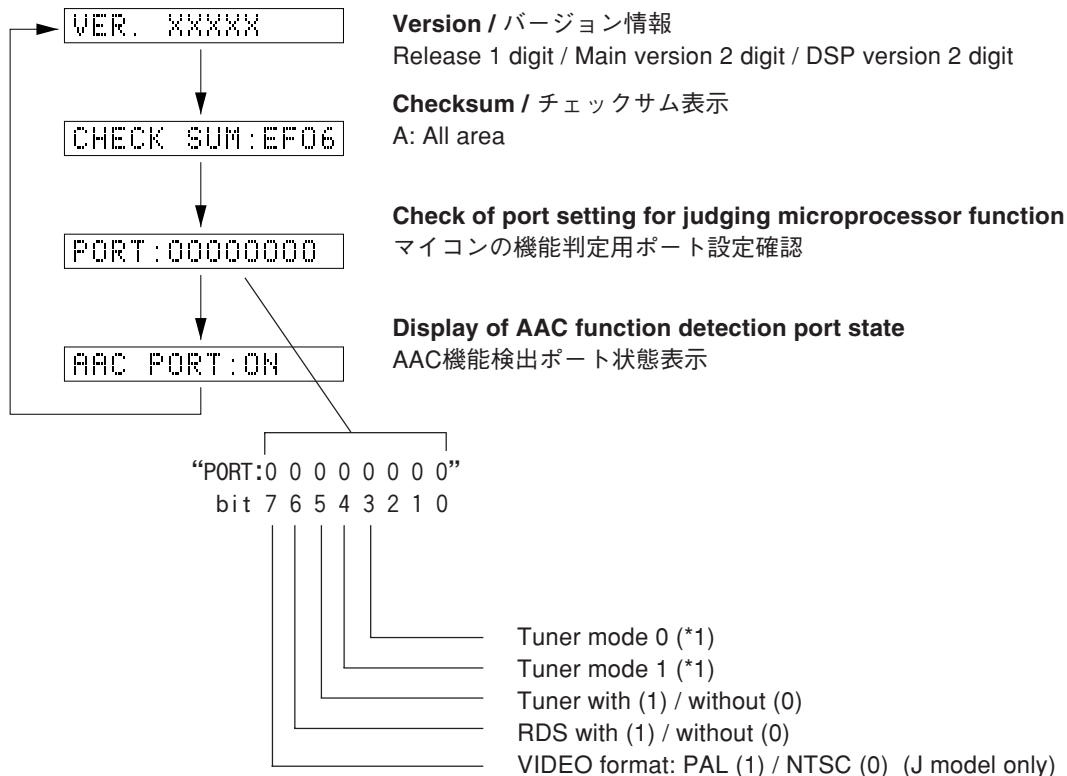 VER. XXXXX
Version / バージョン情報
Release 1 digit / Main version 2 digit / DSP version 2 digit
CHECK SUM:EF06
Checksum / チェックサム表示
A: All area
PORT:00000000
Check of port setting for judging microprocessor function
マイコンの機能判定用ポート設定確認
AAC PORT:ON
Display of AAC function detection port state
AAC機能検出ポート状態表示
“PORT:0 0 0 0 0 0 0 0”
bit 7 6 5 4 3 2 1 0
Tuner mode 0 (*1)
Tuner mode 1 (*1)
Tuner with (1) / without (0)
RDS with (1) / without (0)
VIDEO format: PAL (1) / NTSC (0) (J model only)